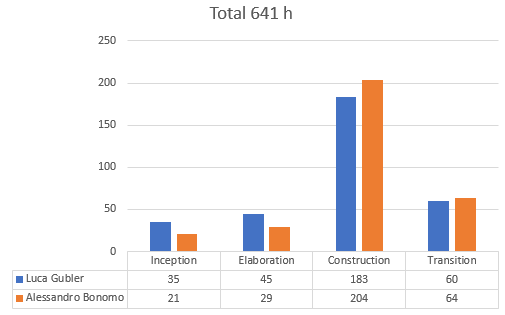 Total 641 h
250
200
150
100
50
0
Inception Elaboration Construction Transition
Luca Gubler 35 45 183 60
Alessandro Bonomo 21 29 204 64